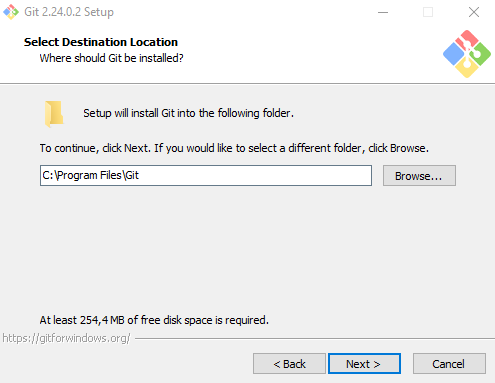 Git 2.24.0.2 Setup
Select Destination Location
Where should Git be installed?
Setup will install Git into the following folder.
To continue, click Next. If you would like to select a different folder, click Browse.
C:\Program Files\Git
Browse...
At least 254,4 MB of free disk space is required.
https://gitforwindows.org/
< Back
Next >
Cancel